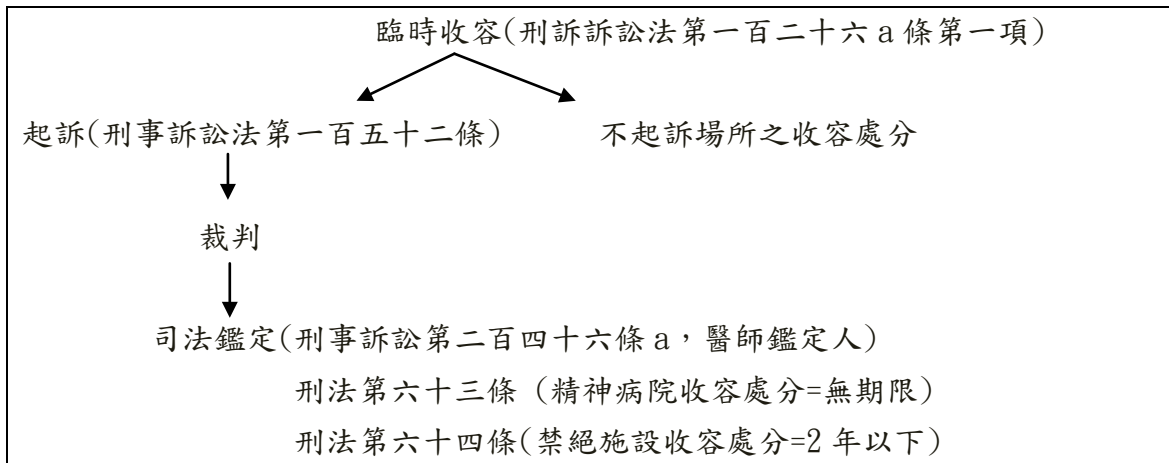 臨時收容(刑訴訴訟法第一百二十六 a 條第一項)
起訴(刑事訴訟法第一百五十二條) 不起訴場所之收容處分
裁判
司法鑑定(刑事訴訟第二百四十六條 a，醫師鑑定人)
刑法第六十三條 (精神病院收容處分=無期限)
刑法第六十四條(禁絕施設收容處分=2 年以下)